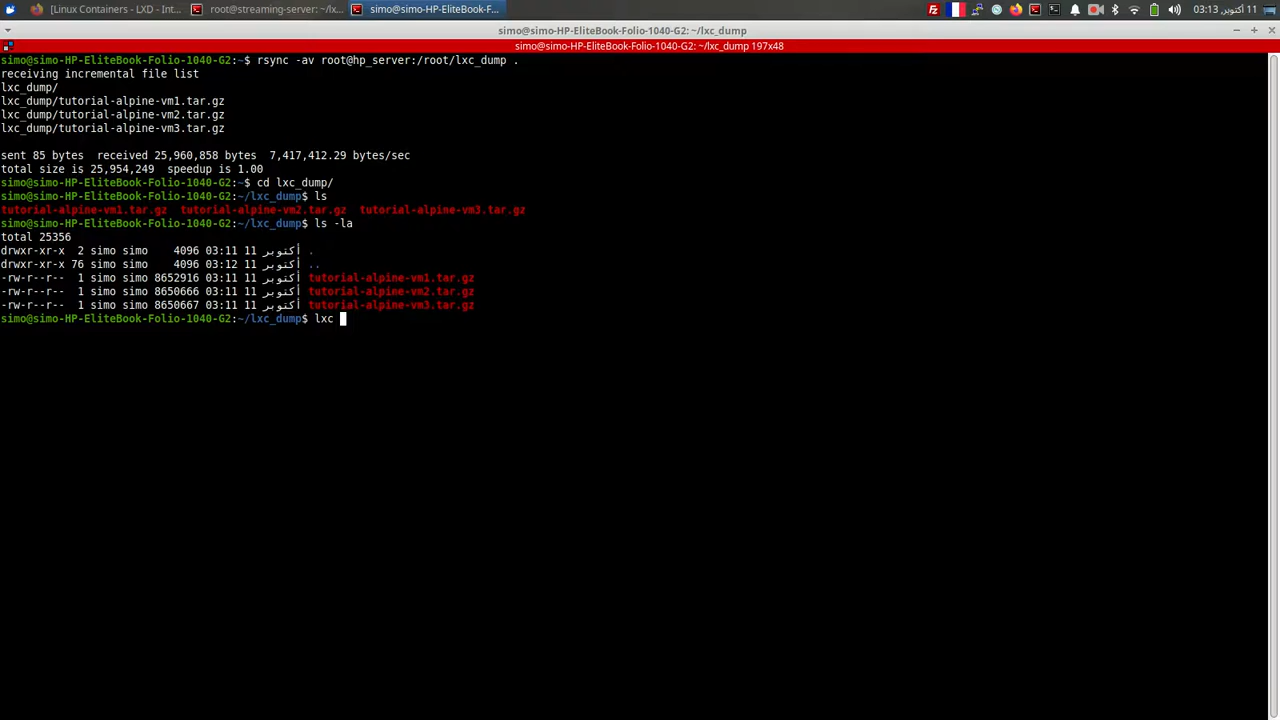 [Linux Containers - LXD - Int... root@streaming-server: ~/lx... simo@simo-HP-EliteBook-F... 03:13 11 أكتوبر
simo@simo-HP-EliteBook-Folio-1040-G2: ~/lxc_dump
simo@simo-HP-EliteBook-Folio-1040-G2: ~/lxc_dump 197x48
simo@simo-HP-EliteBook-Folio-1040-G2:~$ rsync -av root@hp_server:/root/lxc_dump .
receiving incremental file list
lxc_dump/
lxc_dump/tutorial-alpine-vm1.tar.gz
lxc_dump/tutorial-alpine-vm2.tar.gz
lxc_dump/tutorial-alpine-vm3.tar.gz
sent 85 bytes  received 25,960,858 bytes  7,417,412.29 bytes/sec
total size is 25,954,249  speedup is 1.00
simo@simo-HP-EliteBook-Folio-1040-G2:~$ cd lxc_dump/
simo@simo-HP-EliteBook-Folio-1040-G2:~/lxc_dump$ ls
tutorial-alpine-vm1.tar.gz  tutorial-alpine-vm2.tar.gz  tutorial-alpine-vm3.tar.gz
simo@simo-HP-EliteBook-Folio-1040-G2:~/lxc_dump$ ls -la
total 25356
drwxr-xr-x  2 simo simo    4096 03:11 11 أكتوبر .
drwxr-xr-x 76 simo simo    4096 03:12 11 أكتوبر ..
-rw-r--r--  1 simo simo 8652916 03:11 11 أكتوبر tutorial-alpine-vm1.tar.gz
-rw-r--r--  1 simo simo 8650666 03:11 11 أكتوبر tutorial-alpine-vm2.tar.gz
-rw-r--r--  1 simo simo 8650667 03:11 11 أكتوبر tutorial-alpine-vm3.tar.gz
simo@simo-HP-EliteBook-Folio-1040-G2:~/lxc_dump$ lxc